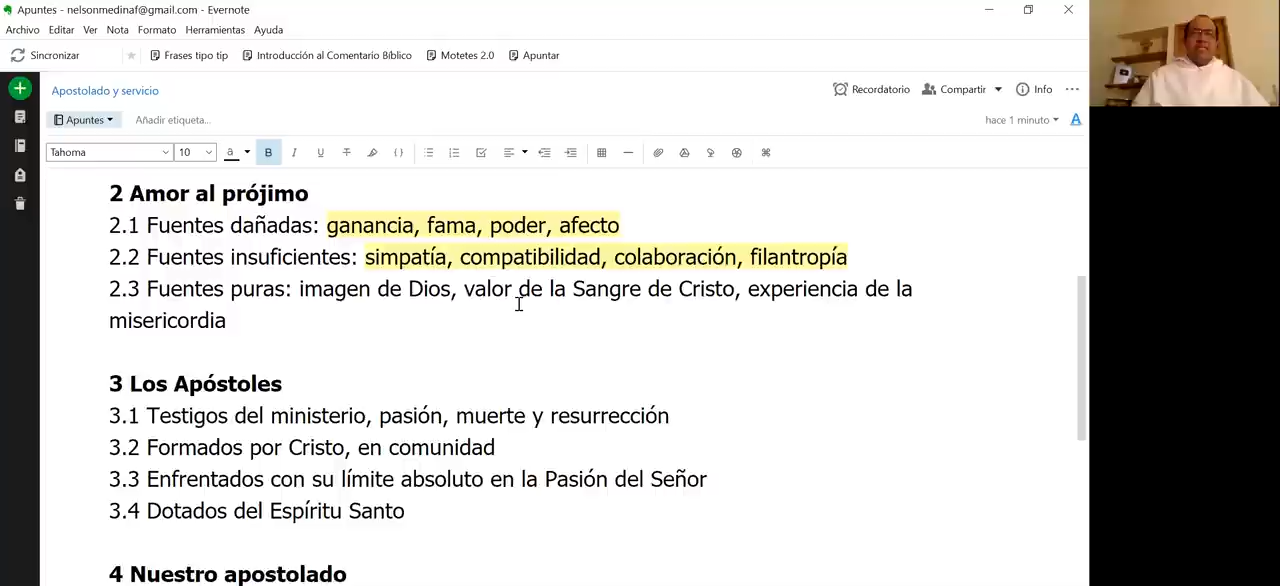 Apuntes - nelsonmedinaf@gmail.com - Evernote
Archivo Editar Ver Nota Formato Herramientas Ayuda
Sincronizar Frases tipo tip Introducción al Comentario Bíblico Motetes 2.0 Apuntar
Apostolado y servicio Recordatorio Compartir Info
Apuntes Añadir etiqueta... hace 1 minuto A
Tahoma 10 a B I U T
2 Amor al prójimo
2.1 Fuentes dañadas: ganancia, fama, poder, afecto
2.2 Fuentes insuficientes: simpatía, compatibilidad, colaboración, filantropía
2.3 Fuentes puras: imagen de Dios, valor de la Sangre de Cristo, experiencia de la
misericordia
3 Los Apóstoles
3.1 Testigos del ministerio, pasión, muerte y resurrección
3.2 Formados por Cristo, en comunidad
3.3 Enfrentados con su límite absoluto en la Pasión del Señor
3.4 Dotados del Espíritu Santo
4 Nuestro apostolado